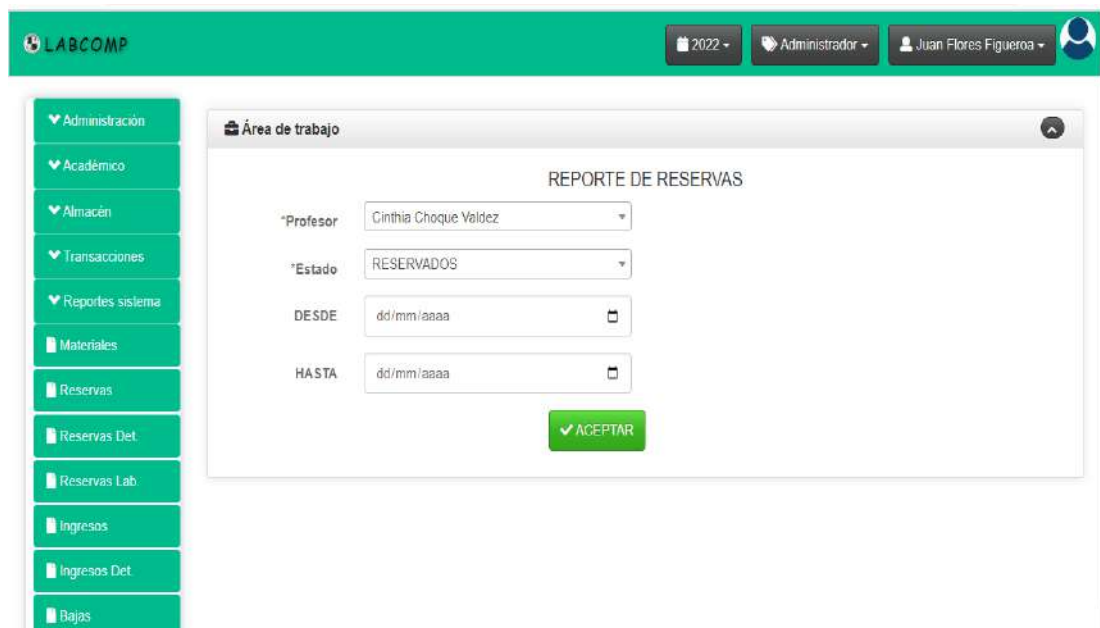 LABCOMP
2022
Administrador
Juan Flores Figueroa
Administración
Académico
Almacén
Transacciones
Reportes sistema
Materiales
Reservas
Reservas Det.
Reservas Lab.
Ingresos
Ingresos Det.
Bajas
Área de trabajo
REPORTE DE RESERVAS
*Profesor
Cinthia Choque Valdez
*Estado
RESERVADOS
DESDE
dd/mm/aaaa
HASTA
dd/mm/aaaa
ACEPTAR